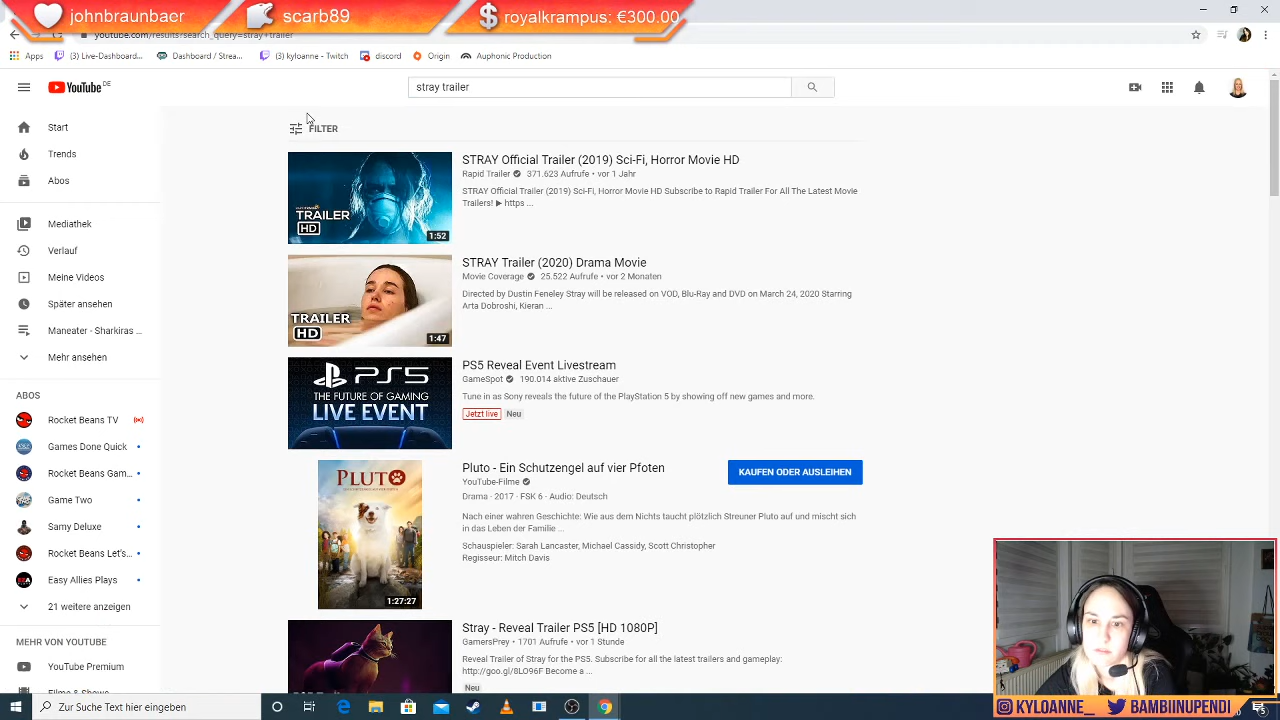 johnbraunbaer
scarb89
royalkrampus: €300.00
youtube.com/results?search_query=stray+trailer
Apps
(3) Live-Dashboard...
Dashboard / Strea...
(3) kyloanne - Twitch
discord
Origin
Auphonic Production
YouTube DE
stray trailer
Start
Trends
Abos
Mediathek
Verlauf
Meine Videos
Später ansehen
Maneater - Sharkiras ...
Mehr ansehen
ABOS
Rocket Beans TV
Games Done Quick
Rocket Beans Gam...
Game Two
Samy Deluxe
Rocket Beans Let's...
Easy Allies Plays
21 weitere anzeigen
MEHR VON YOUTUBE
YouTube Premium
Filme & Shows
FILTER
TRAILER
HD
1:52
STRAY Official Trailer (2019) Sci-Fi, Horror Movie HD
Rapid Trailer 371.623 Aufrufe • vor 1 Jahr
STRAY Official Trailer (2019) Sci-Fi, Horror Movie HD Subscribe to Rapid Trailer For All The Latest Movie
Trailers! ▶ https ...
TRAILER
HD
1:47
STRAY Trailer (2020) Drama Movie
Movie Coverage 25.522 Aufrufe • vor 2 Monaten
Directed by Dustin Feneley Stray will be released on VOD, Blu-Ray and DVD on March 24, 2020 Starring
Arta Dobroshi, Kieran ...
PS5
THE FUTURE OF GAMING
LIVE EVENT
PS5 Reveal Event Livestream
GameSpot 190.014 aktive Zuschauer
Tune in as Sony reveals the future of the PlayStation 5 by showing off new games and more.
Jetzt live Neu
PLUTO
1:27:27
Pluto - Ein Schutzengel auf vier Pfoten
YouTube-Filme
Drama · 2017 · FSK 6 · Audio: Deutsch
Nach einer wahren Geschichte: Wie aus dem Nichts taucht plötzlich Streuner Pluto auf und mischt sich
in das Leben der Familie ...
Schauspieler: Sarah Lancaster, Michael Cassidy, Scott Christopher
Regisseur: Mitch Davis
KAUFEN ODER AUSLEIHEN
Stray - Reveal Trailer PS5 [HD 1080P]
GamersPrey • 1701 Aufrufe • vor 1 Stunde
Reveal Trailer of Stray for the PS5. Subscribe for all the latest trailers and gameplay:
http://goo.gl/8LO96F Become a ...
Neu
KYLOANNE_
BAMBIINUPENDI
Zur Suche Text hier eingeben